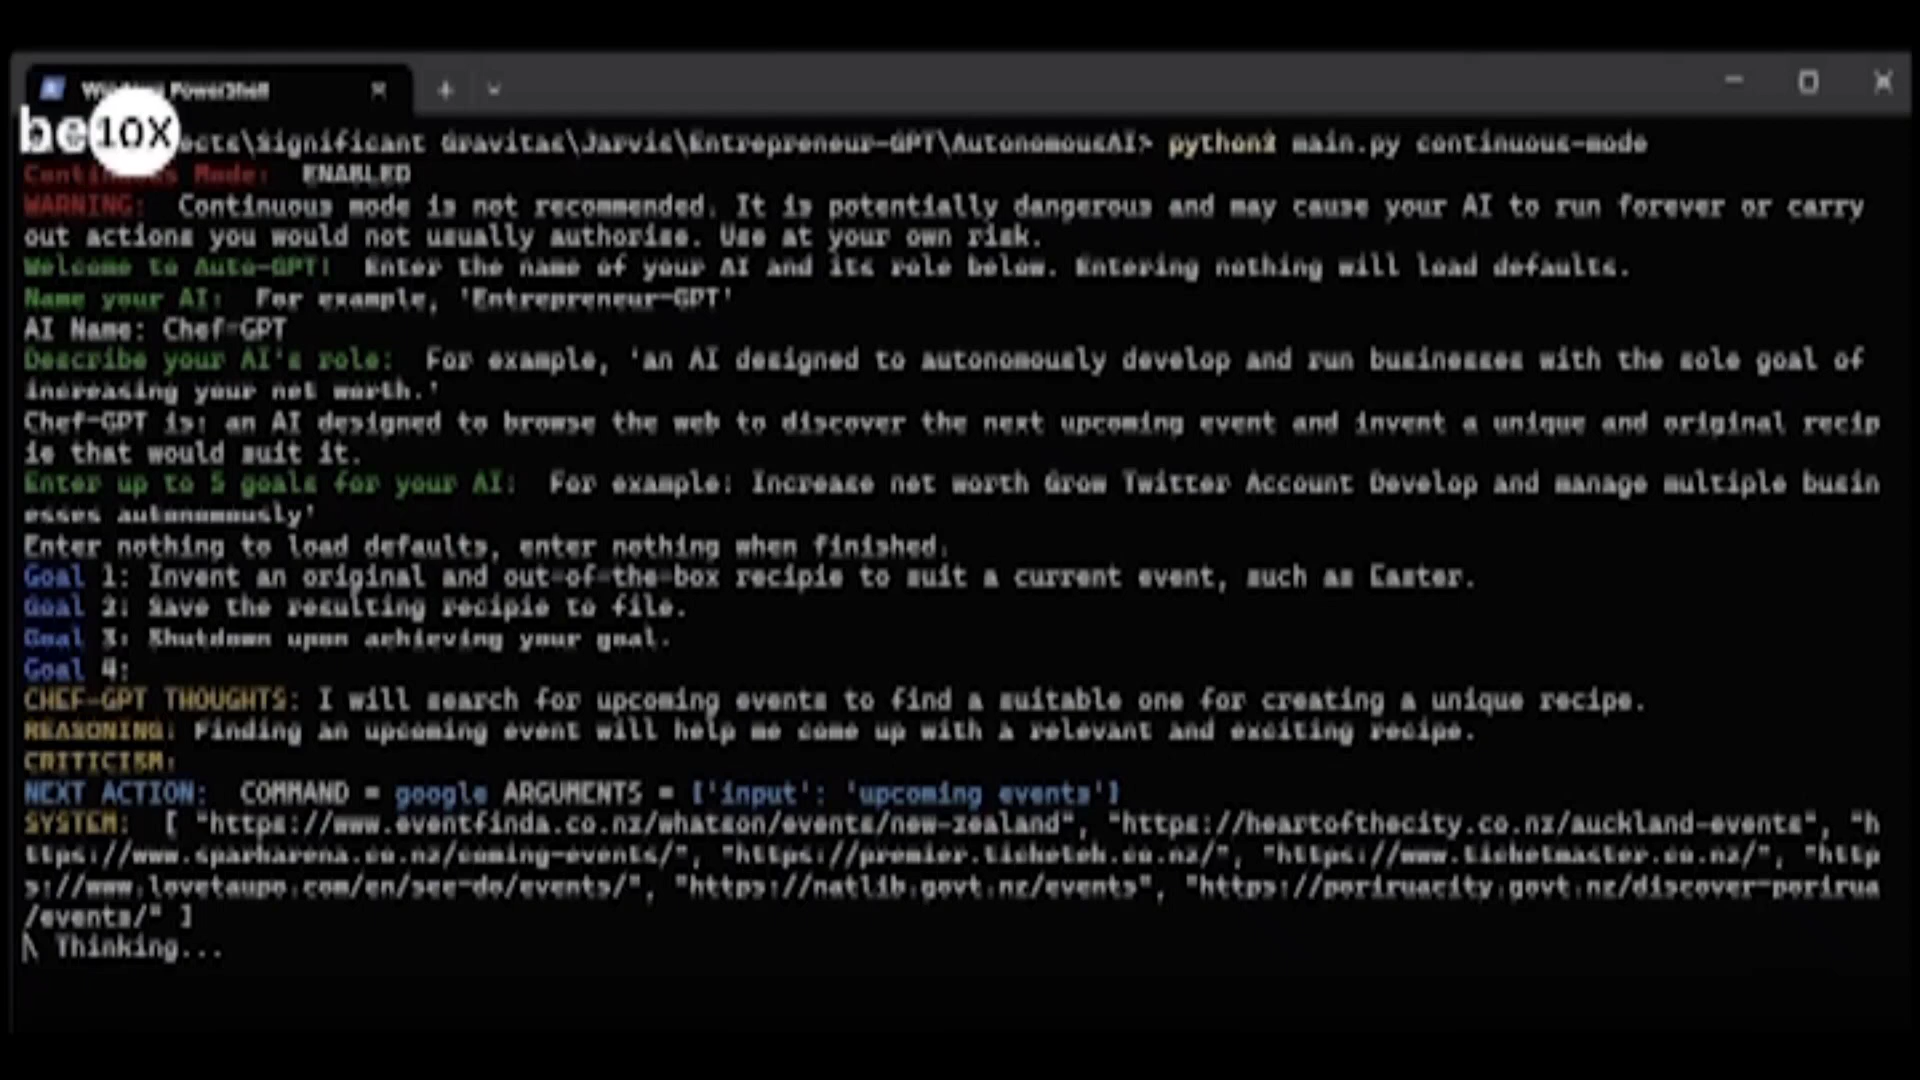 Windows PowerShell
be10X
ects\Significant Gravitas\Jarvis\Entrepreneur-GPT\AutonomousAI> python3 main.py continuous-mode
Continuous Mode: ENABLED
WARNING: Continuous mode is not recommended. It is potentially dangerous and may cause your AI to run forever or carry
out actions you would not usually authorise. Use at your own risk.
Welcome to Auto-GPT! Enter the name of your AI and its role below. Entering nothing will load defaults.
Name your AI: For example, 'Entrepreneur-GPT'
AI Name: Chef-GPT
Describe your AI's role: For example, 'an AI designed to autonomously develop and run businesses with the sole goal of
increasing your net worth.'
Chef-GPT is: an AI designed to browse the web to discover the next upcoming event and invent a unique and original recip
ie that would suit it.
Enter up to 5 goals for your AI: For example: Increase net worth Grow Twitter Account Develop and manage multiple busin
esses autonomously'
Enter nothing to load defaults, enter nothing when finished.
Goal 1: Invent an original and out-of-the-box recipie to suit a current event, such as Easter.
Goal 2: Save the resulting recipie to file.
Goal 3: Shutdown upon achieving your goal.
Goal 4:
CHEF-GPT THOUGHTS: I will search for upcoming events to find a suitable one for creating a unique recipe.
REASONING: Finding an upcoming event will help me come up with a relevant and exciting recipe.
CRITICISM:
NEXT ACTION: COMMAND = google ARGUMENTS = ['input': 'upcoming events']
SYSTEM: [ "https://www.eventfinda.co.nz/whatson/events/new-zealand", "https://heartofthecity.co.nz/auckland-events", "h
ttps://www.sparkarena.co.nz/coming-events/", "https://premier.ticketek.co.nz/", "https://www.ticketmaster.co.nz/", "http
s://www.lovetaupo.com/en/see-do/events/", "https://natlib.govt.nz/events", "https://poriruacity.govt.nz/discover-porirua
/events/" ]
\ Thinking...